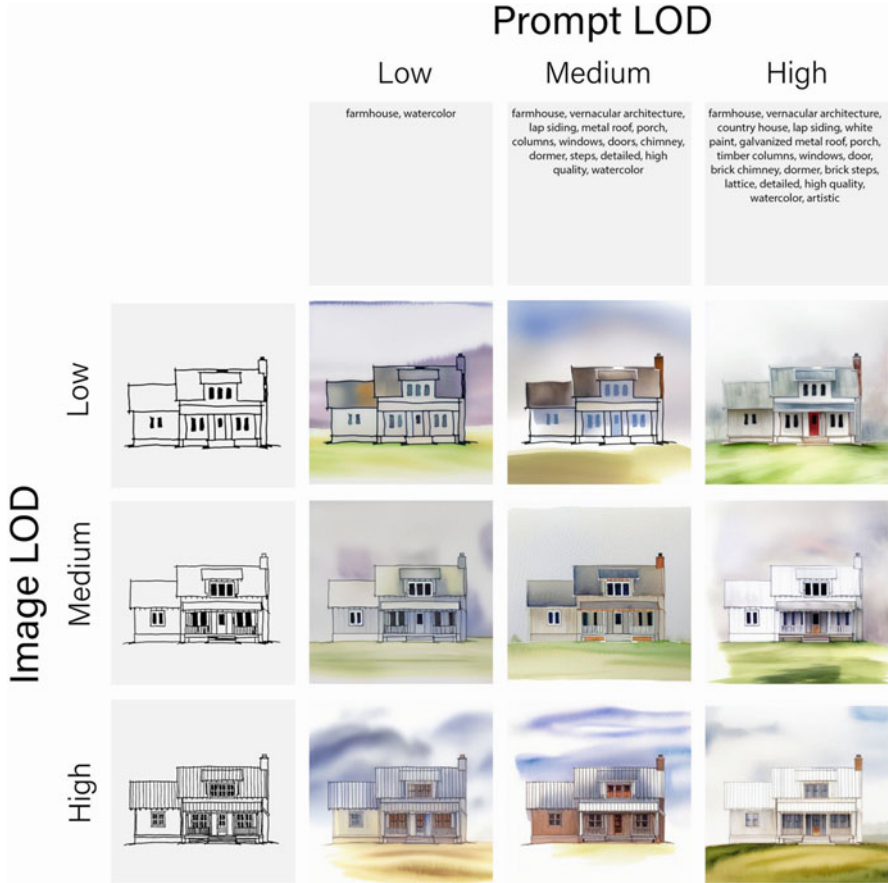 Prompt LOD
Low
Medium
High
farmhouse, watercolor
farmhouse, vernacular architecture,
lap siding, metal roof, porch,
columns, windows, doors, chimney,
dormer, steps, detailed, high
quality, watercolor
farmhouse, vernacular architecture,
country house, lap siding, white
paint, galvanized metal roof, porch,
timber columns, windows, door,
brick chimney, dormer, brick steps,
lattice, detailed, high quality,
watercolor, artistic
Image LOD
Low
Medium
High